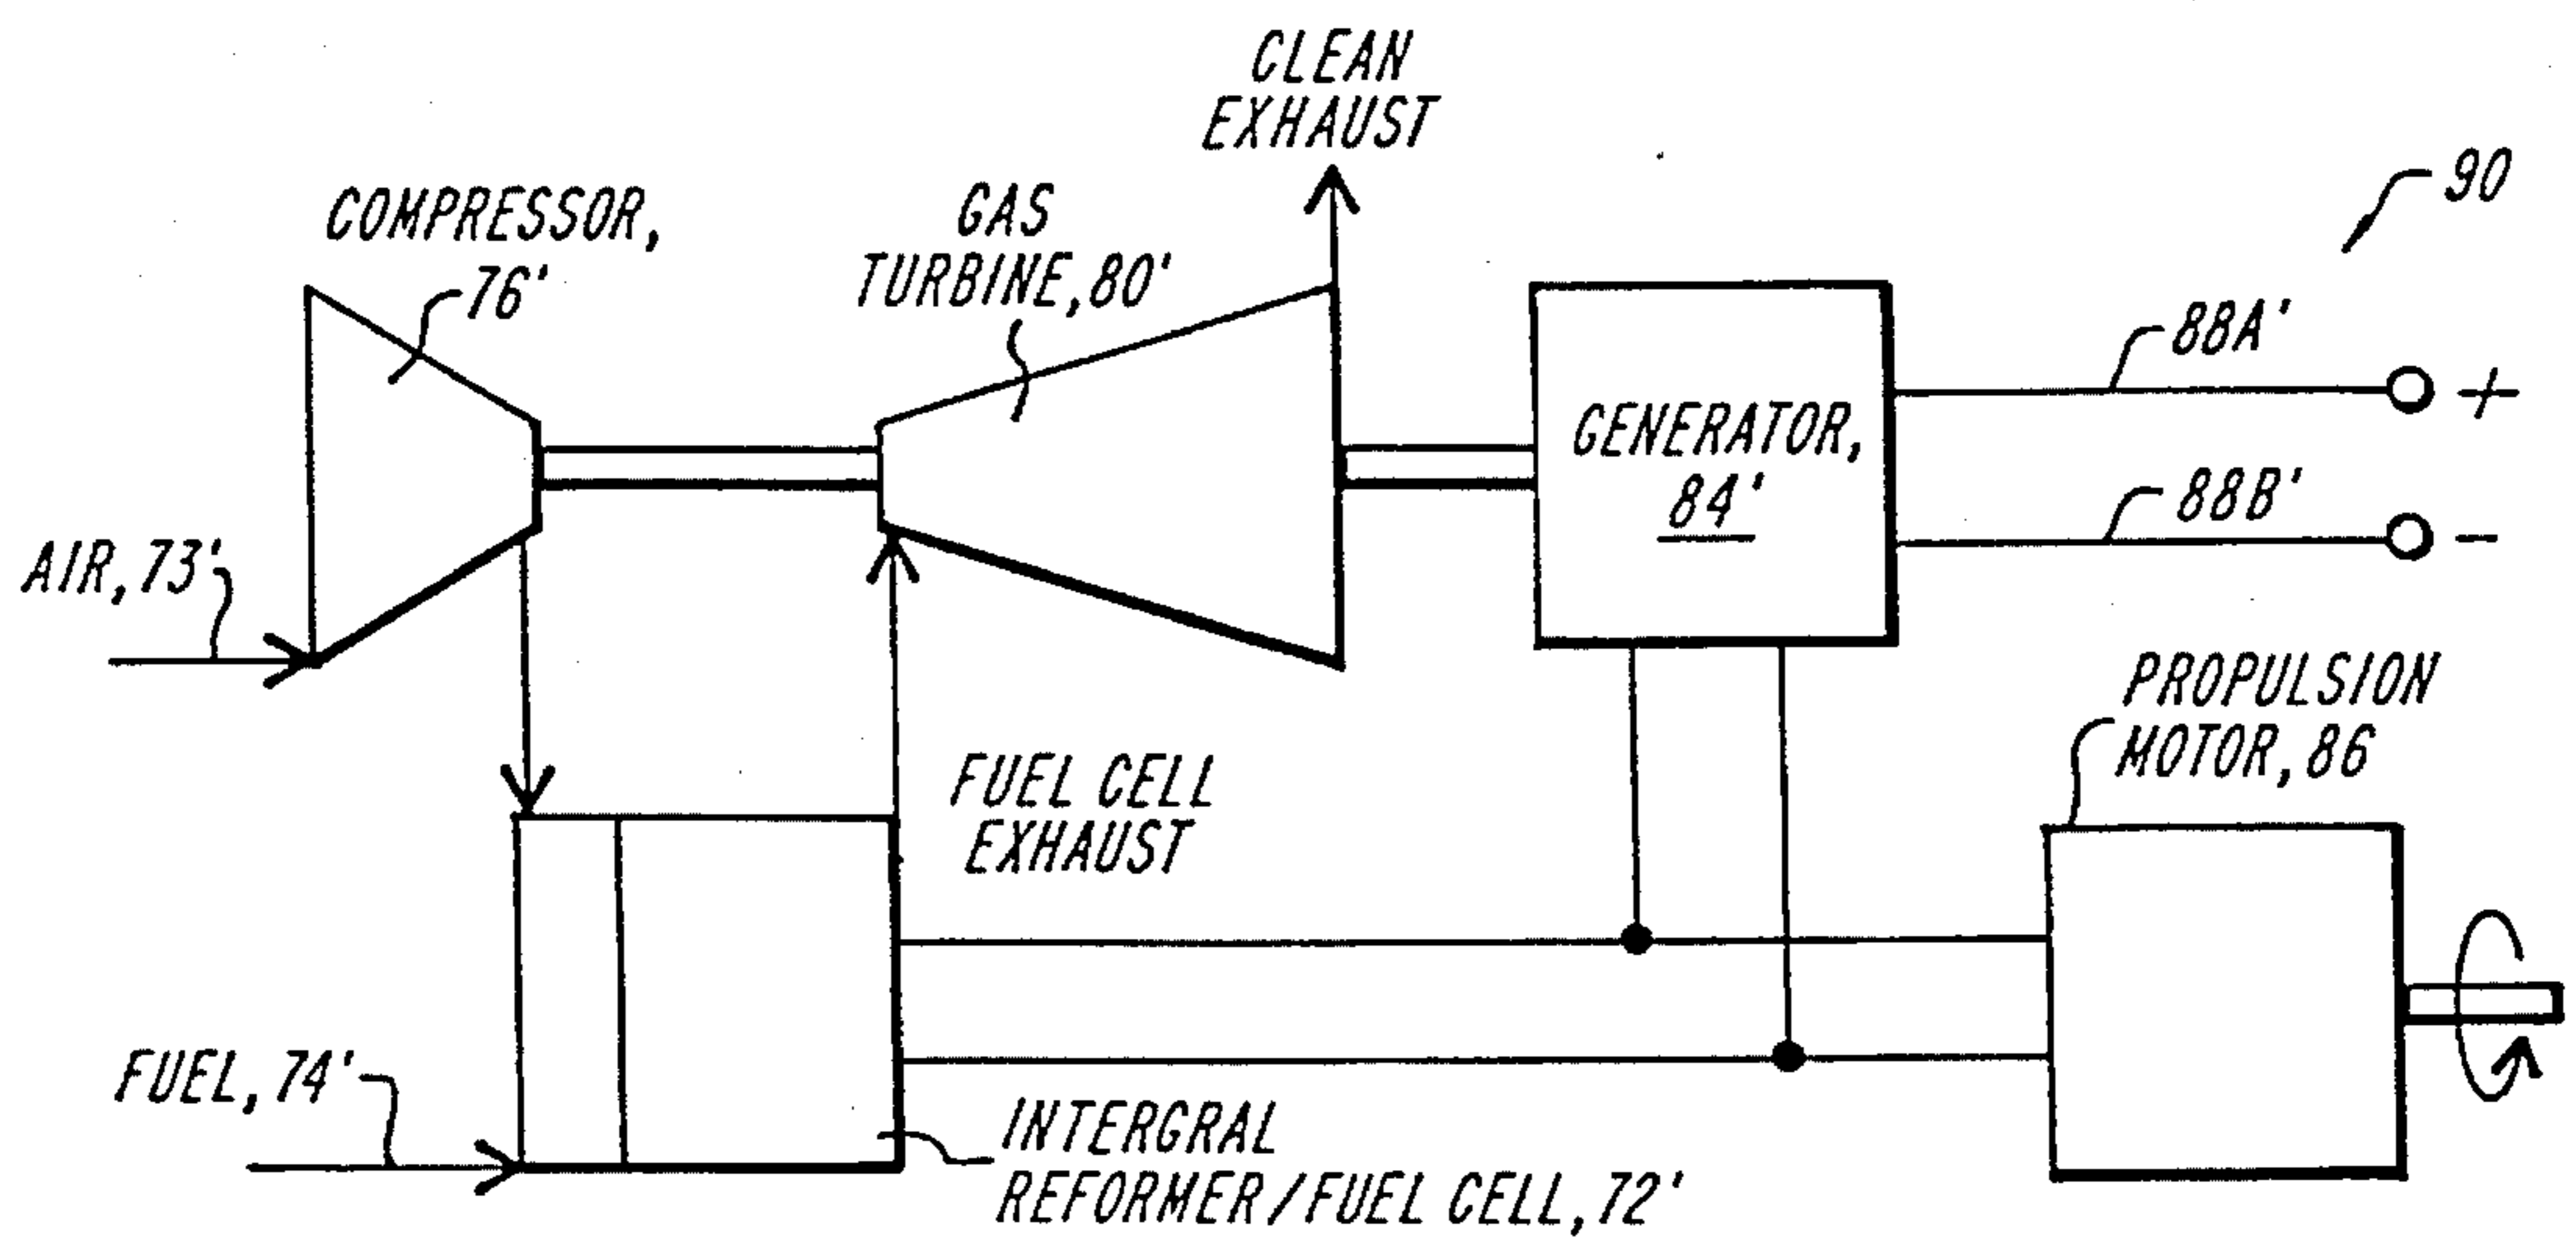 CLEAN
EXHAUST
90
COMPRESSOR,
76'
GAS
TURBINE, 80'
88A'
+
GENERATOR,
84'
88B'
-
AIR, 73'
PROPULSION
MOTOR, 86
FUEL CELL
EXHAUST
FUEL, 74'
INTERGRAL
REFORMER/FUEL CELL, 72'